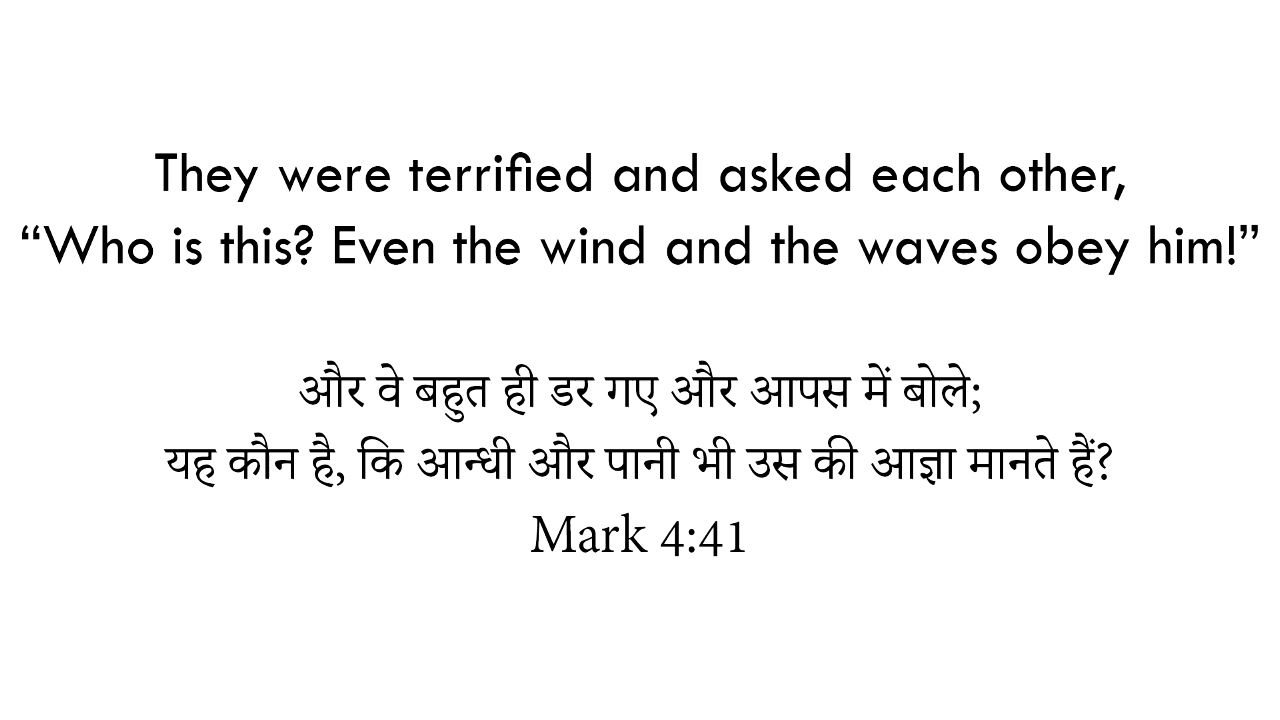 They were terrified and asked each other,
“Who is this? Even the wind and the waves obey him!”
और वे बहुत ही डर गए और आपस में बोले;
यह कौन है, कि आन्धी और पानी भी उस की आज्ञा मानते हैं?
Mark 4:41